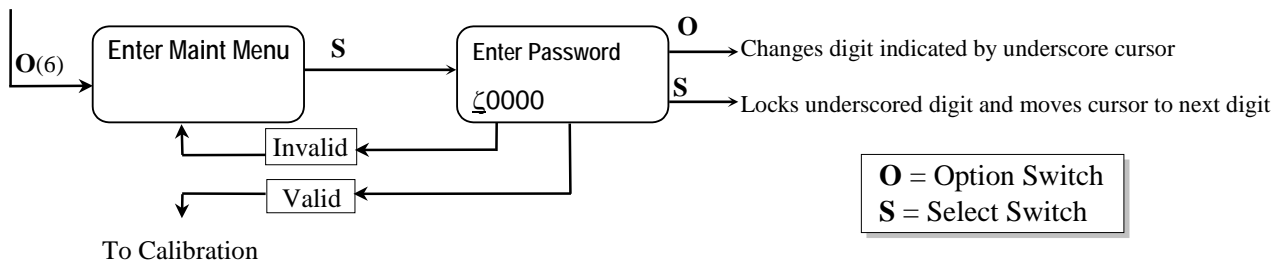 O(6)
Enter Maint Menu
S
Enter Password
ζ0000
O
Changes digit indicated by underscore cursor
S
Locks underscored digit and moves cursor to next digit
Invalid
Valid
To Calibration
O = Option Switch
S = Select Switch